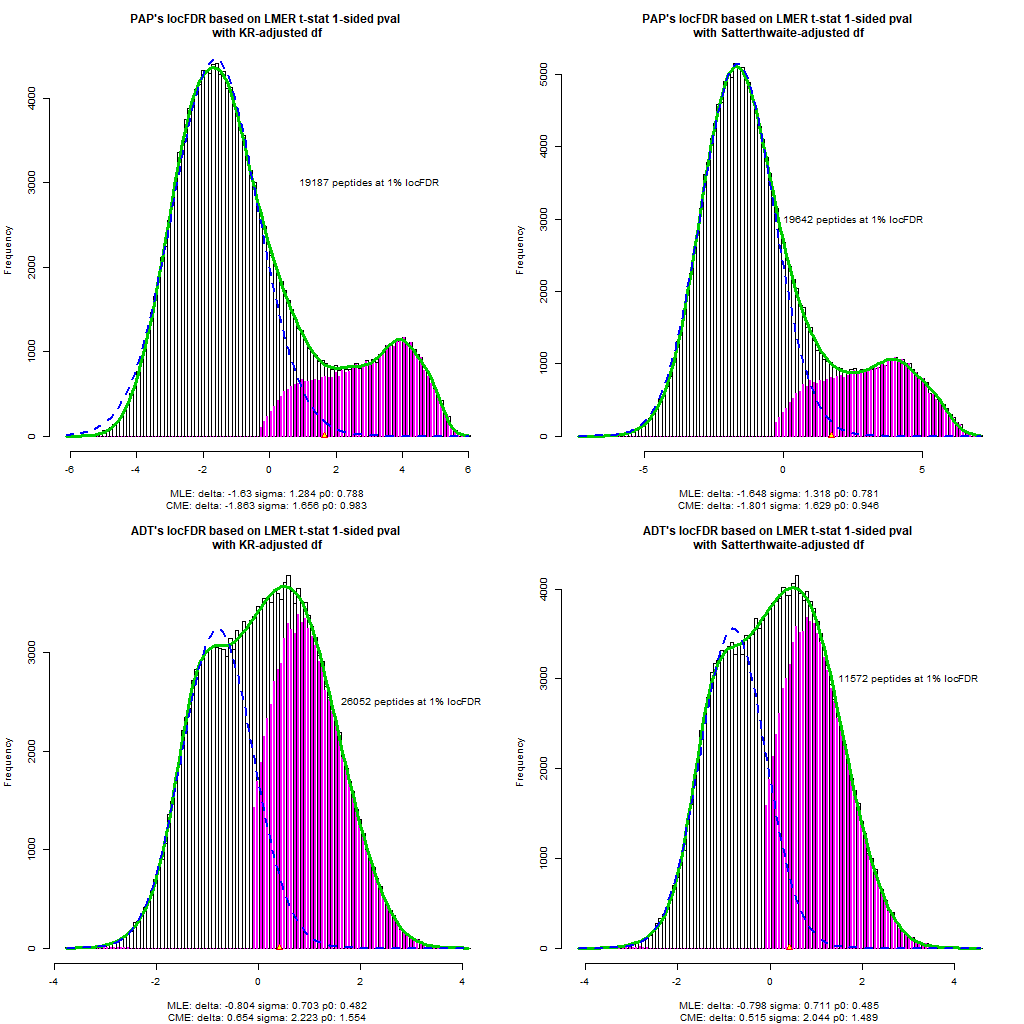 PAP's locFDR based on LMER t-stat 1-sided pval
with KR-adjusted df
Frequency
0
1000
2000
3000
4000
19187 peptides at 1% locFDR
-6
-4
-2
0
2
4
6
MLE: delta: -1.63 sigma: 1.284 p0: 0.788
CME: delta: -1.863 sigma: 1.656 p0: 0.983
PAP's locFDR based on LMER t-stat 1-sided pval
with Satterthwaite-adjusted df
Frequency
0
1000
2000
3000
4000
5000
19642 peptides at 1% locFDR
-5
0
5
MLE: delta: -1.648 sigma: 1.318 p0: 0.781
CME: delta: -1.801 sigma: 1.629 p0: 0.946
ADT's locFDR based on LMER t-stat 1-sided pval
with KR-adjusted df
Frequency
0
1000
2000
3000
26052 peptides at 1% locFDR
-4
-2
0
2
4
MLE: delta: -0.804 sigma: 0.703 p0: 0.482
CME: delta: 0.654 sigma: 2.223 p0: 1.554
ADT's locFDR based on LMER t-stat 1-sided pval
with Satterthwaite-adjusted df
Frequency
0
1000
2000
3000
4000
11572 peptides at 1% locFDR
-4
-2
0
2
4
MLE: delta: -0.798 sigma: 0.711 p0: 0.485
CME: delta: 0.515 sigma: 2.044 p0: 1.489